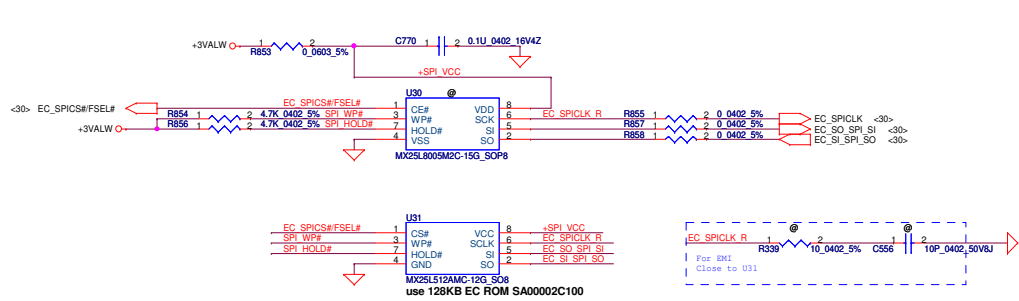 +3VALW 1 2 R853 0_0603_5% C770 1 2 0.1U_0402_16V4Z
+SPI_VCC
U30 @
<30> EC_SPICS#/FSEL# EC_SPICS#/FSEL# 1 CE# VDD 8
R854 1 2 4.7K_0402_5% SPI_WP# 3 WP# SCK 6 EC_SPICLK_R R855 1 2 0_0402_5% EC_SPICLK <30>
+3VALW R856 1 2 4.7K_0402_5% SPI_HOLD# 7 HOLD# SI 5 R857 1 2 0_0402_5% EC_SO_SPI_SI <30>
4 VSS SO 2 R858 1 2 0_0402_5% EC_SI_SPI_SO <30>
MX25L8005M2C-15G_SOP8
U31
EC_SPICS#/FSEL# 1 CS# VCC 8 +SPI_VCC
SPI_WP# 3 WP# SCLK 6 EC_SPICLK_R
SPI_HOLD# 7 HOLD# SI 5 EC_SO_SPI_SI
4 GND SO 2 EC_SI_SPI_SO
MX25L512AMC-12G_SO8
use 128KB EC ROM SA00002C100
@ @
EC_SPICLK_R 1 2 1 2
R339 10_0402_5% C556 10P_0402_50V8J
For EMI
Close to U31